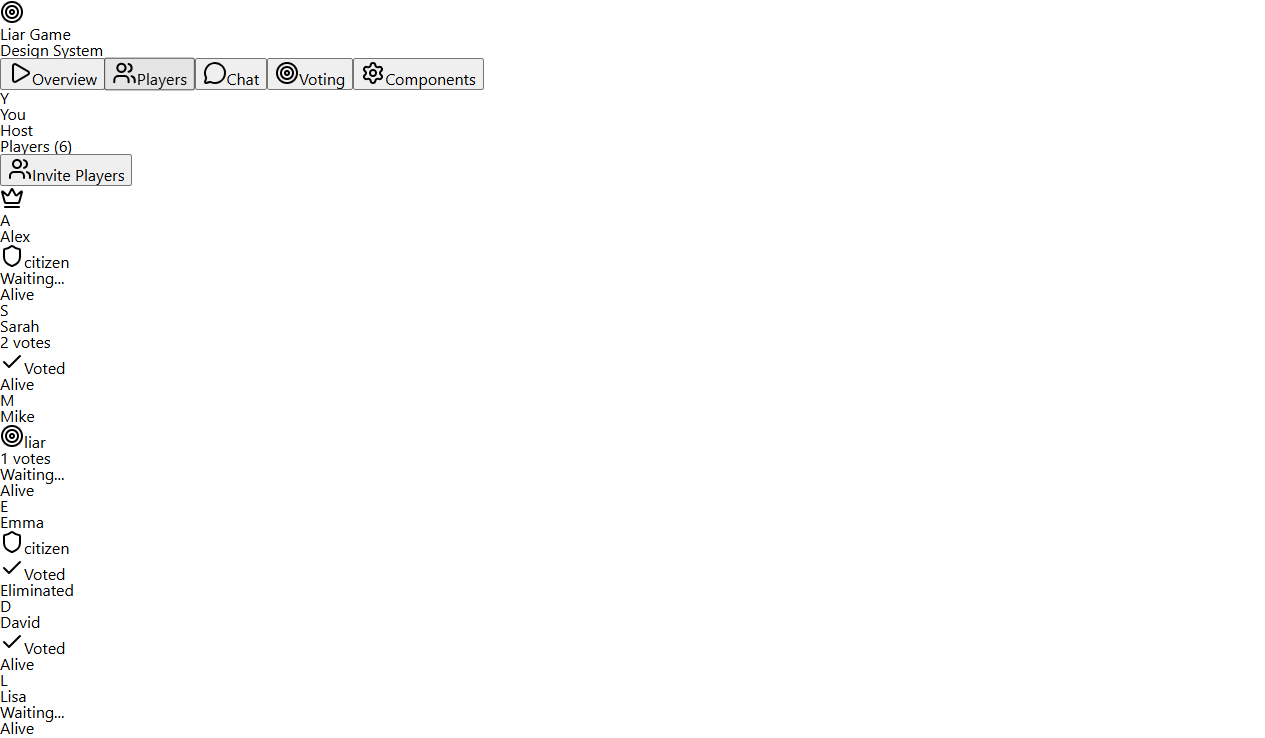 Liar Game
Design System
Overview Players Chat Voting Components
Y
You
Host
Players (6)
Invite Players
A
Alex
citizen
Waiting...
Alive
S
Sarah
2 votes
Voted
Alive
M
Mike
liar
1 votes
Waiting...
Alive
E
Emma
citizen
Voted
Eliminated
D
David
Voted
Alive
L
Lisa
Waiting...
Alive